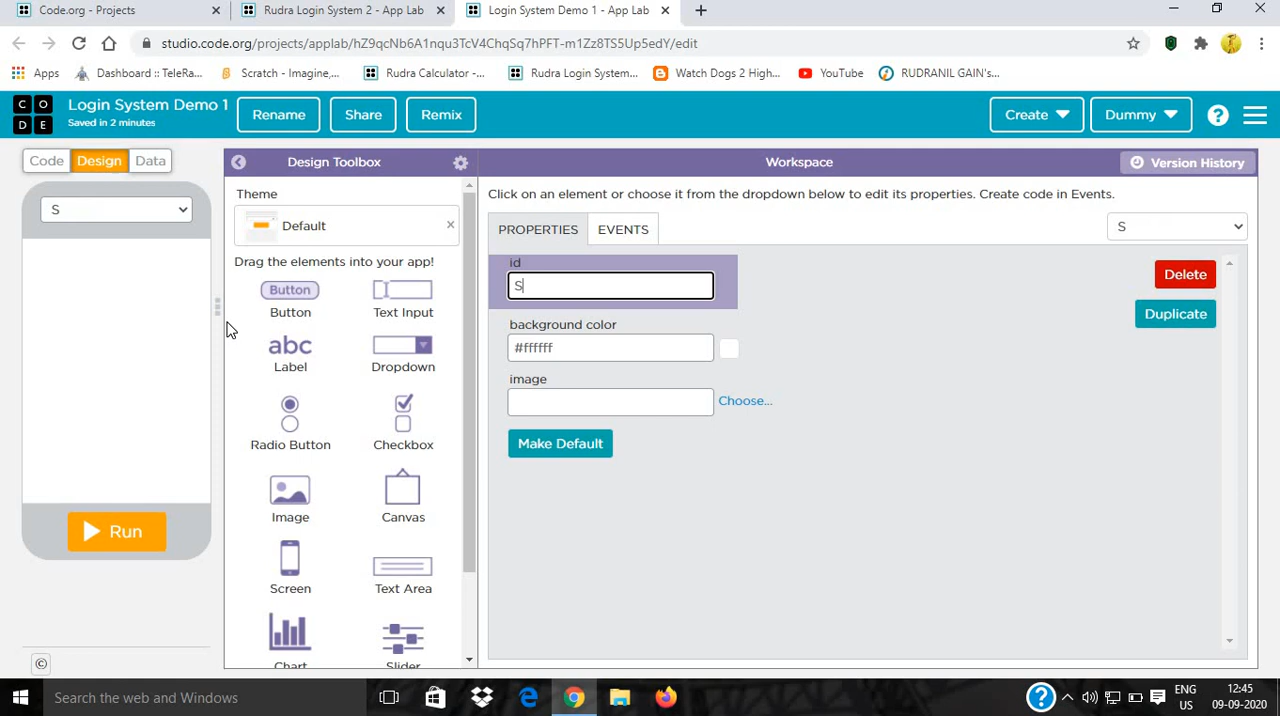 Code.org - Projects
Rudra Login System 2 - App Lab
Login System Demo 1 - App Lab
studio.code.org/projects/applab/hZ9qcNb6A1nqu3TcV4ChqSq7hPFT-m1Zz8TS5Up5edY/edit
Apps
Dashboard :: TeleRa...
Scratch - Imagine,...
Rudra Calculator -...
Rudra Login System...
Watch Dogs 2 High...
YouTube
RUDRANIL GAIN's...
C O
D E
Login System Demo 1
Saved in 2 minutes
Rename
Share
Remix
Create
Dummy
?
Code
Design
Data
Design Toolbox
Workspace
Version History
S
Run
©
Theme
Default
Drag the elements into your app!
Button
Button
Text Input
abc
Label
Dropdown
Radio Button
Checkbox
Image
Canvas
Screen
Text Area
Chart
Slider
Click on an element or choose it from the dropdown below to edit its properties. Create code in Events.
PROPERTIES
EVENTS
S
id
S
Delete
Duplicate
background color
#ffffff
image
Choose...
Make Default
Search the web and Windows
?
ENG
US
12:45
09-09-2020